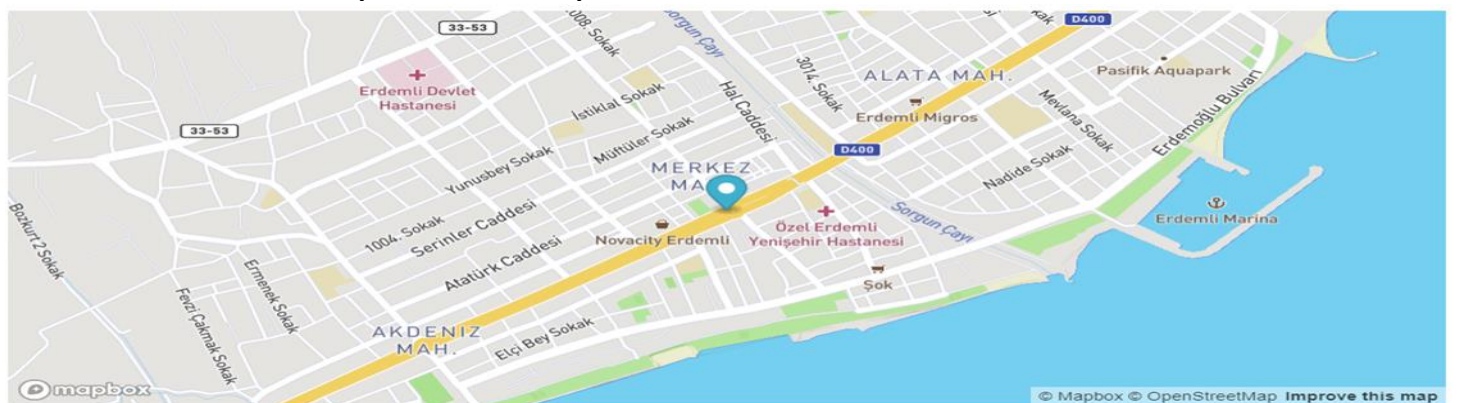 33-53
1008. Sokak
Sorgun Çayı
D400
Erdemli Devlet
Hastanesi
3014. Sokak
ALATA MAH.
Pasifik Aquapark
İstiklal Sokak
Hal Caddesi
Erdemli Migros
Mevlana Sokak
Erdemoğlu Bulvarı
33-53
Müftüler Sokak
D400
Yunusbey Sokak
MERKEZ
Nadide Sokak
1004. Sokak
Serinler Caddesi
Sorgun Çayı
Erdemli Marina
Bozkurt 2 Sokak
Novacity Erdemli
Özel Erdemli
Yenişehir Hastanesi
Atatürk Caddesi
Ermenek Sokak
Fevzi Çakmak Sokak
Şok
AKDENIZ
MAH.
Elçi Bey Sokak
mapbox
© Mapbox © OpenStreetMap Improve this map